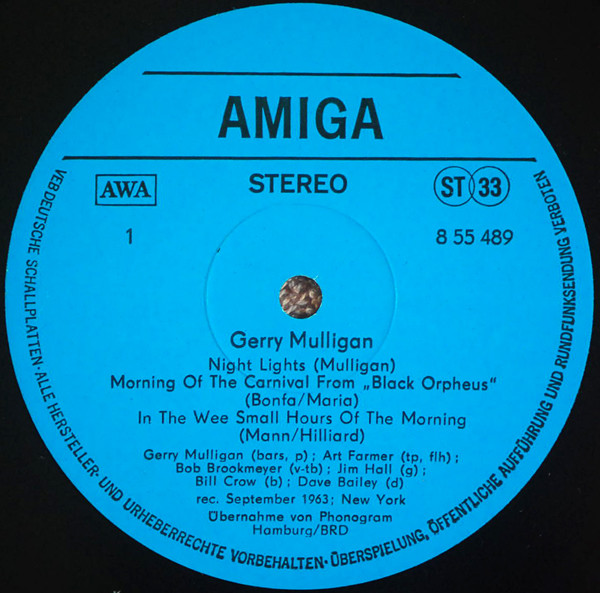 AMIGA
AWA
STEREO
ST 33
1
8 55 489
Gerry Mulligan
Night Lights (Mulligan)
Morning Of The Carnival From „Black Orpheus“
(Bonfa/Maria)
In The Wee Small Hours Of The Morning
(Mann/Hilliard)
Gerry Mulligan (bars, p) ; Art Farmer (tp, flh) ;
Bob Brookmeyer (v-tb) ; Jim Hall (g) ;
Bill Crow (b) ; Dave Bailey (d)
rec. September 1963; New York
Übernahme von Phonogram
Hamburg/BRD
VEB DEUTSCHE SCHALLPLATTEN · ALLE HERSTELLER- UND URHEBERRECHTE VORBEHALTEN · ÜBERSPIELUNG, ÖFFENTLICHE AUFFÜHRUNG UND RUNDFUNKSENDUNG VERBOTEN